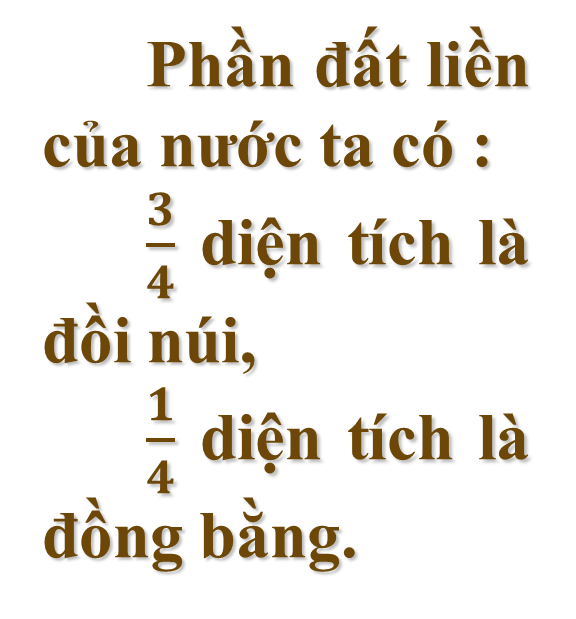 Phần đất liền
của nước ta có :
3/4 diện tích là
đồi núi,
1/4 diện tích là
đồng bằng.